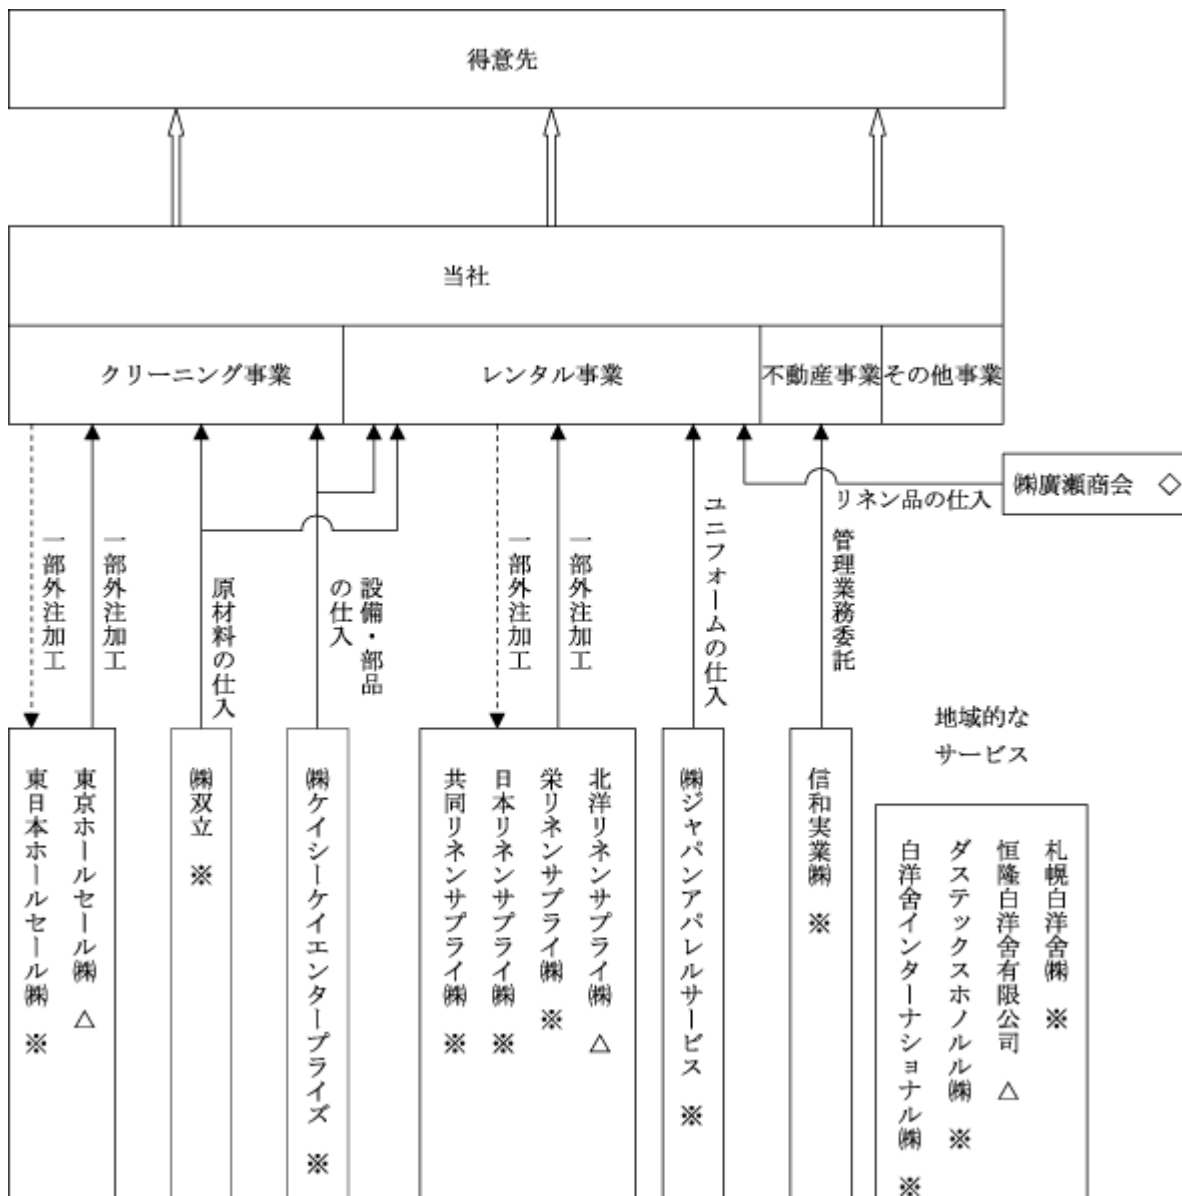 得意先
当社
クリーニング事業
レンタル事業
不動産事業
その他事業
㈱廣瀬商会 ◇
リネン品の仕入
一部外注加工
一部外注加工
原材料の仕入
設備・部品
の仕入
一部外注加工
一部外注加工
ユニフォームの仕入
管理業務委託
地域的な
サービス
東京ホールセール㈱ △
東日本ホールセール㈱ ※
㈱双立 ※
㈱ケイシーケイエンタープライズ ※
北洋リネンサプライ㈱ △
栄リネンサプライ㈱ ※
日本リネンサプライ㈱ ※
共同リネンサプライ㈱ ※
㈱ジャパンアパレルサービス ※
信和実業㈱ ※
札幌白洋舍㈱ ※
恒隆白洋舍有限公司 △
ダステックスホノルル㈱ ※
白洋舍インターナショナル㈱ ※